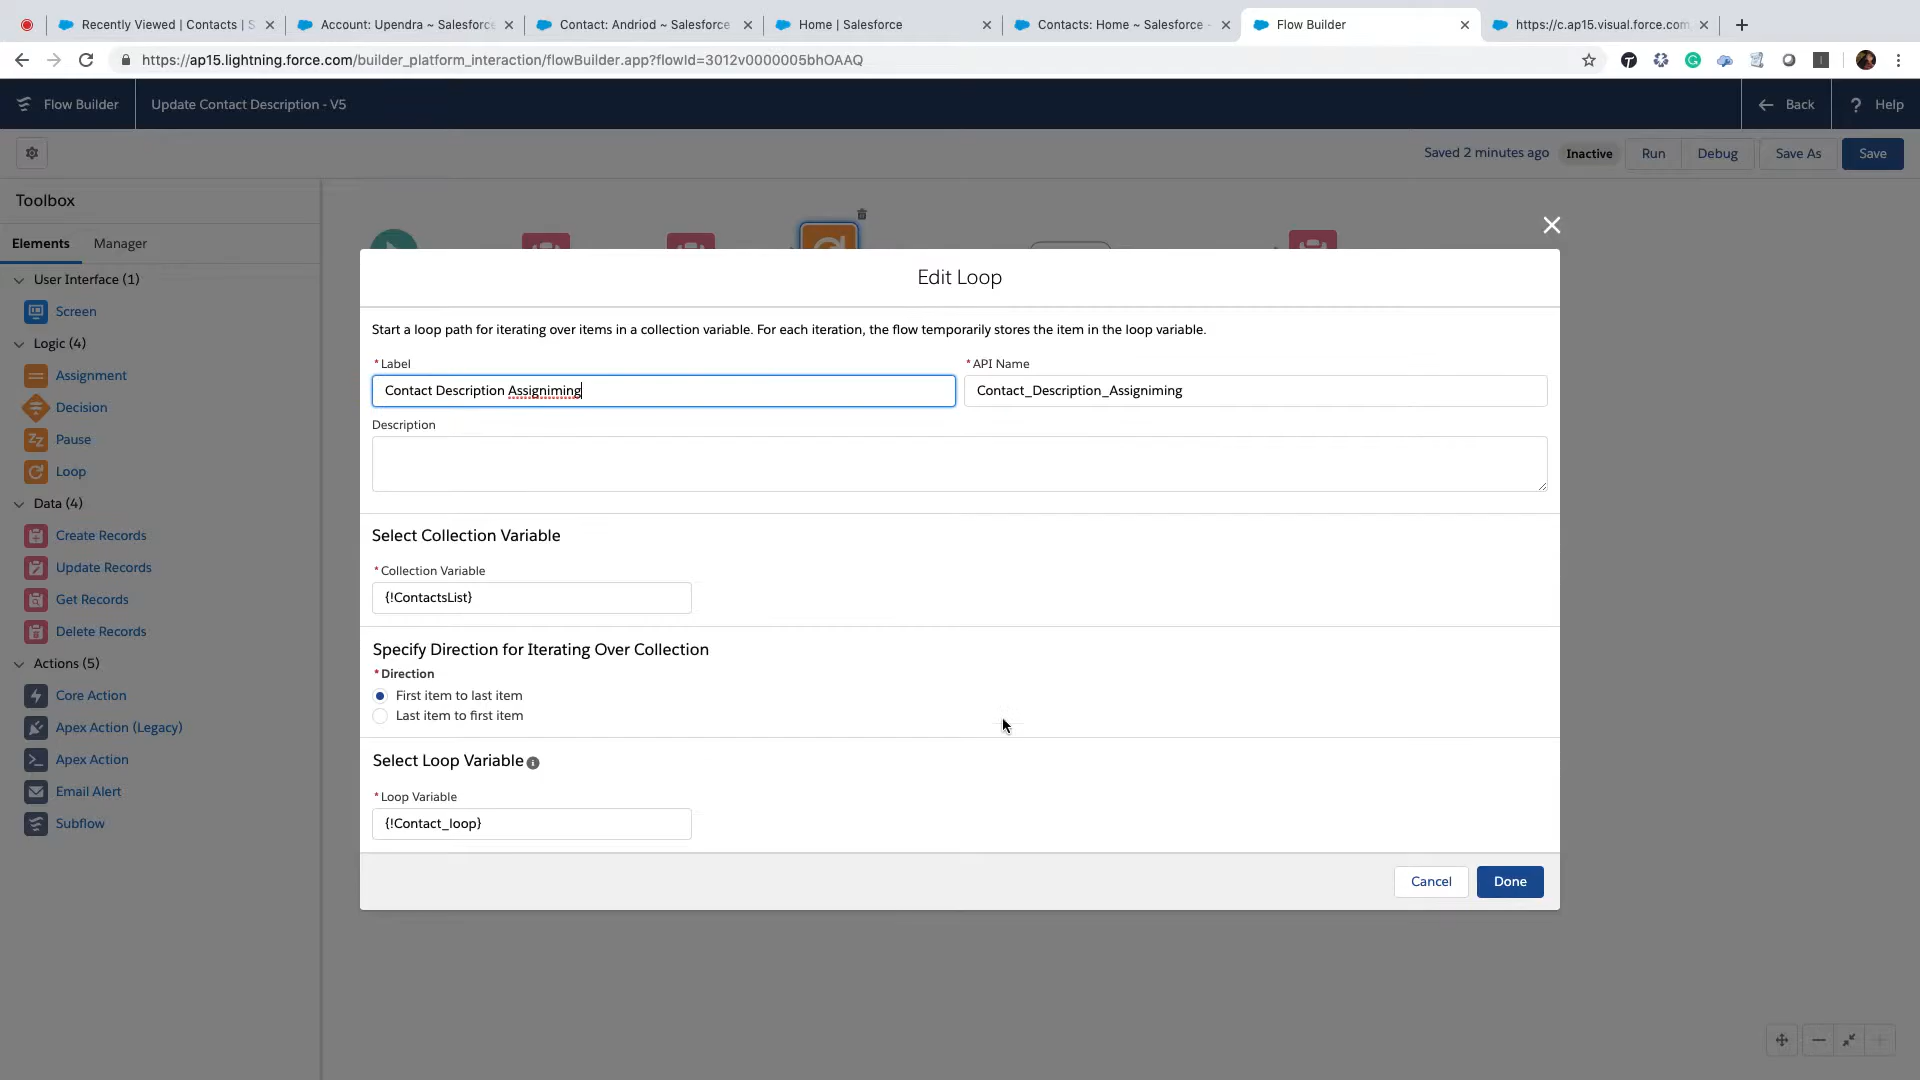 Recently Viewed | Contacts | S
Account: Upendra ~ Salesforce
Contact: Andriod ~ Salesforce
Home | Salesforce
Contacts: Home ~ Salesforce -
Flow Builder
https://c.ap15.visual.force.com
https://ap15.lightning.force.com/builder_platform_interaction/flowBuilder.app?flowId=3012v0000005bhOAAQ
Flow Builder
Update Contact Description - V5
Back
? Help
Saved 2 minutes ago
Inactive
Run
Debug
Save As
Save
Toolbox
Elements
Manager
User Interface (1)
Screen
Logic (4)
Assignment
Decision
Pause
Loop
Data (4)
Create Records
Update Records
Get Records
Delete Records
Actions (5)
Core Action
Apex Action (Legacy)
Apex Action
Email Alert
Subflow
Edit Loop
Start a loop path for iterating over items in a collection variable. For each iteration, the flow temporarily stores the item in the loop variable.
* Label
Contact Description Assigniming
* API Name
Contact_Description_Assigniming
Description
Select Collection Variable
* Collection Variable
{!ContactsList}
Specify Direction for Iterating Over Collection
* Direction
First item to last item
Last item to first item
Select Loop Variable
* Loop Variable
{!Contact_loop}
Cancel
Done